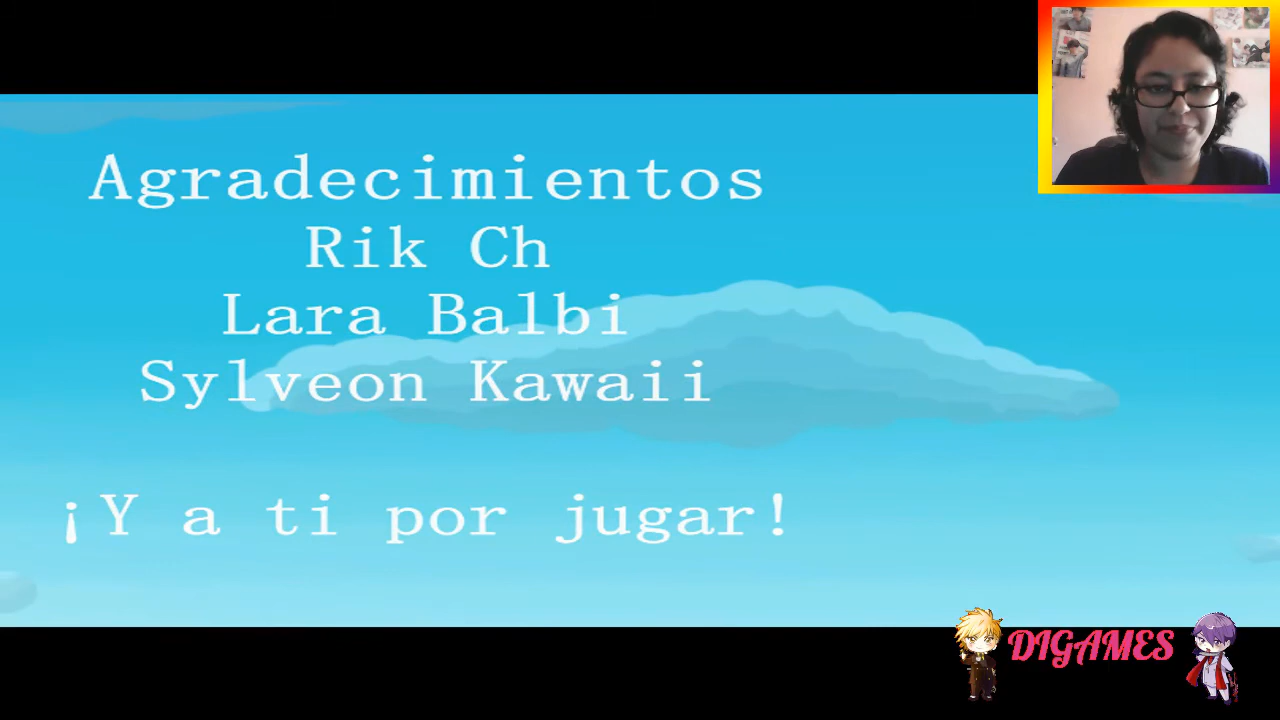 Agradecimientos
Rik Ch
Lara Balbi
Sylveon Kawaii
¡Y a ti por jugar!
DIGAMES